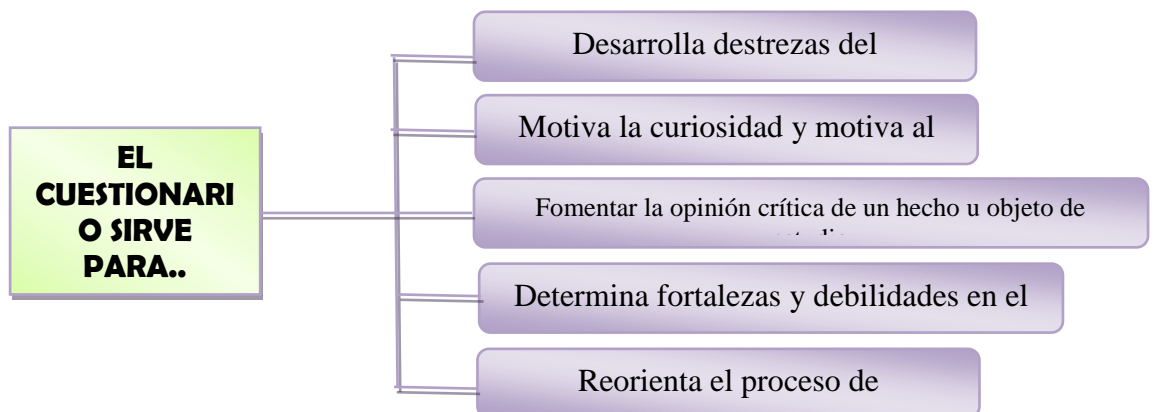 EL
CUESTIONARI
O SIRVE
PARA..
Desarrolla destrezas del
Motiva la curiosidad y motiva al
Fomentar la opinión crítica de un hecho u objeto de
Determina fortalezas y debilidades en el
Reorienta el proceso de